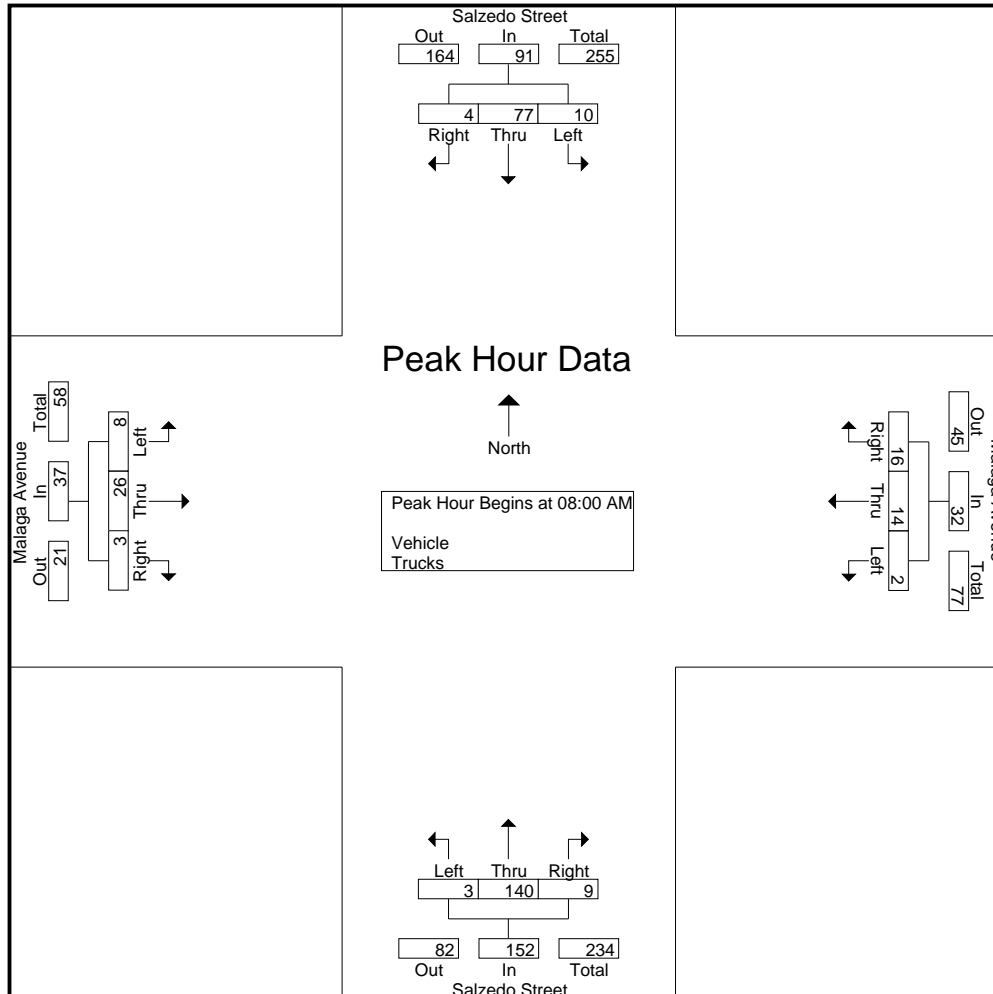 Salzedo Street
Out In Total
164 91 255
4 77 10
Right Thru Left
Peak Hour Data
North
Peak Hour Begins at 08:00 AM
Vehicle
Trucks
Malaga Avenue
Total In Out
58 37 21
8 26 3
Left Thru Right
Right Thru Left
16 14 2
45 32 77
Out In Total
Left Thru Right
3 140 9
82 152 234
Out In Total
Salzedo Street